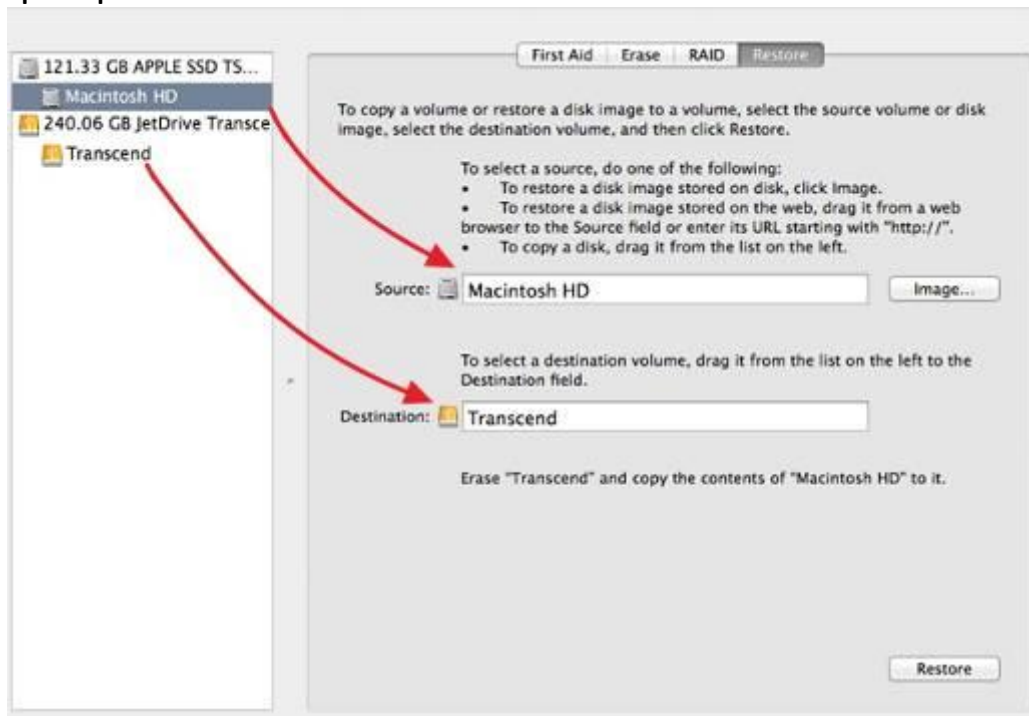 First Aid Erase RAID Restore
121.33 GB APPLE SSD TS...
Macintosh HD
240.06 GB JetDrive Transce
Transcend
To copy a volume or restore a disk image to a volume, select the source volume or disk
image, select the destination volume, and then click Restore.
To select a source, do one of the following:
• To restore a disk image stored on disk, click Image.
• To restore a disk image stored on the web, drag it from a web
browser to the Source field or enter its URL starting with "http://".
• To copy a disk, drag it from the list on the left.
Source: Macintosh HD Image...
To select a destination volume, drag it from the list on the left to the
Destination field.
Destination: Transcend
Erase "Transcend" and copy the contents of "Macintosh HD" to it.
Restore